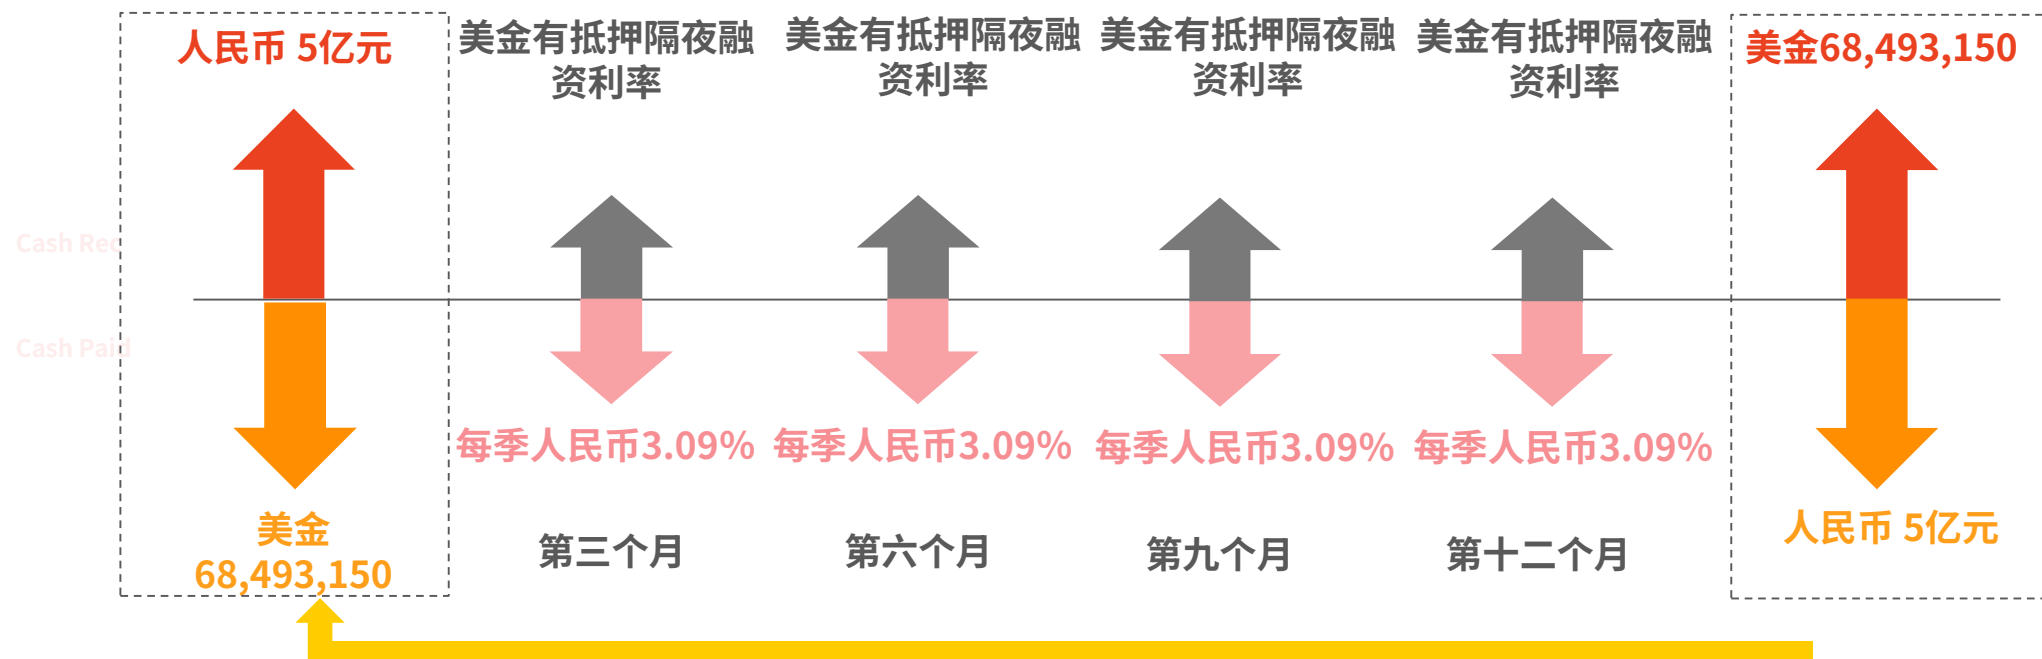 人民币 5亿元
美金有抵押隔夜融
资利率
美金有抵押隔夜融
资利率
美金有抵押隔夜融
资利率
美金有抵押隔夜融
资利率
美金68,493,150
Cash Rec
Cash Paid
每季人民币3.09%
每季人民币3.09%
每季人民币3.09%
每季人民币3.09%
美金
68,493,150
人民币 5亿元
第三个月
第六个月
第九个月
第十二个月